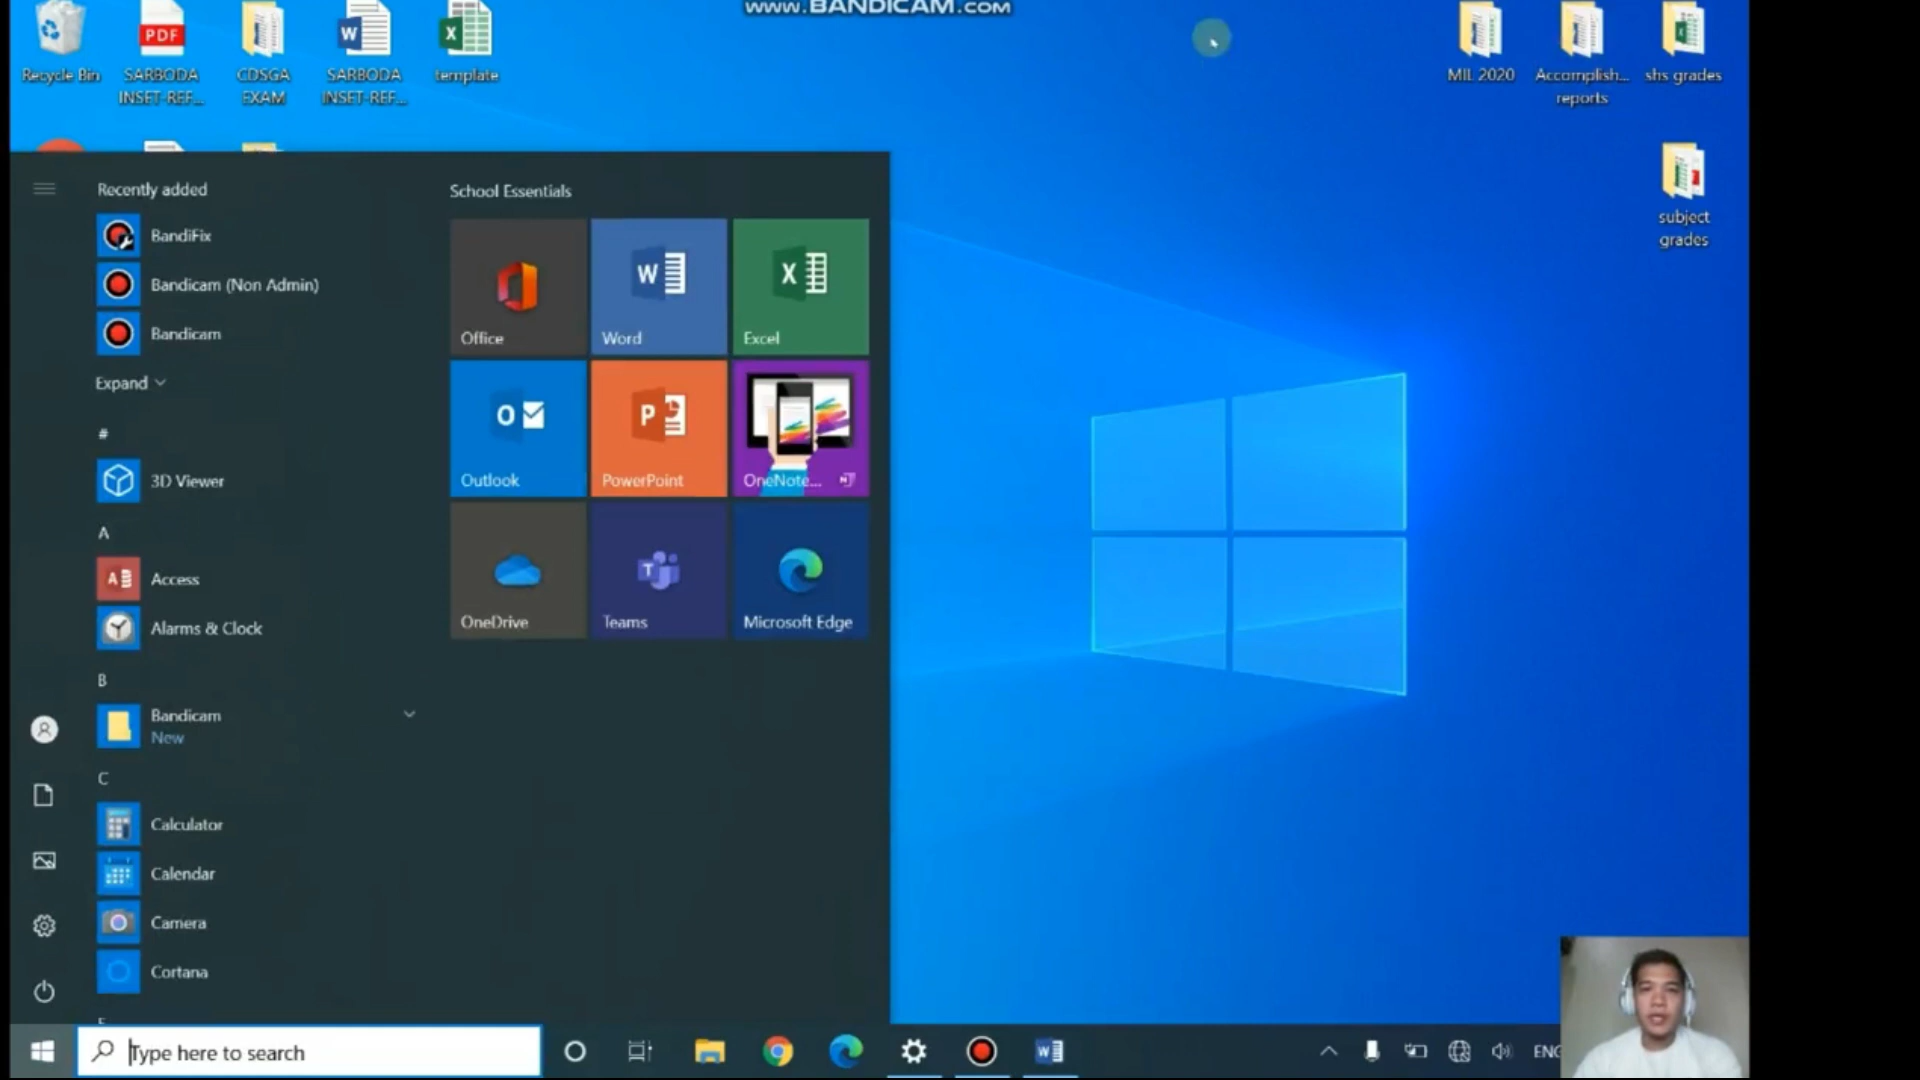 www.BANDICAM.com
Recycle Bin
PDF
SARBODA
INSET-REF...
CDSGA
EXAM
W
SARBODA
INSET-REF...
X
template
MIL 2020
Accomplish...
reports
shs grades
subject
grades
Recently added
BandiFix
Bandicam (Non Admin)
Bandicam
Expand
#
3D Viewer
A
Access
Alarms & Clock
B
Bandicam
New
C
Calculator
Calendar
Camera
Cortana
School Essentials
Office
Word
Excel
Outlook
PowerPoint
OneNote...
OneDrive
Teams
Microsoft Edge
Type here to search
ENG